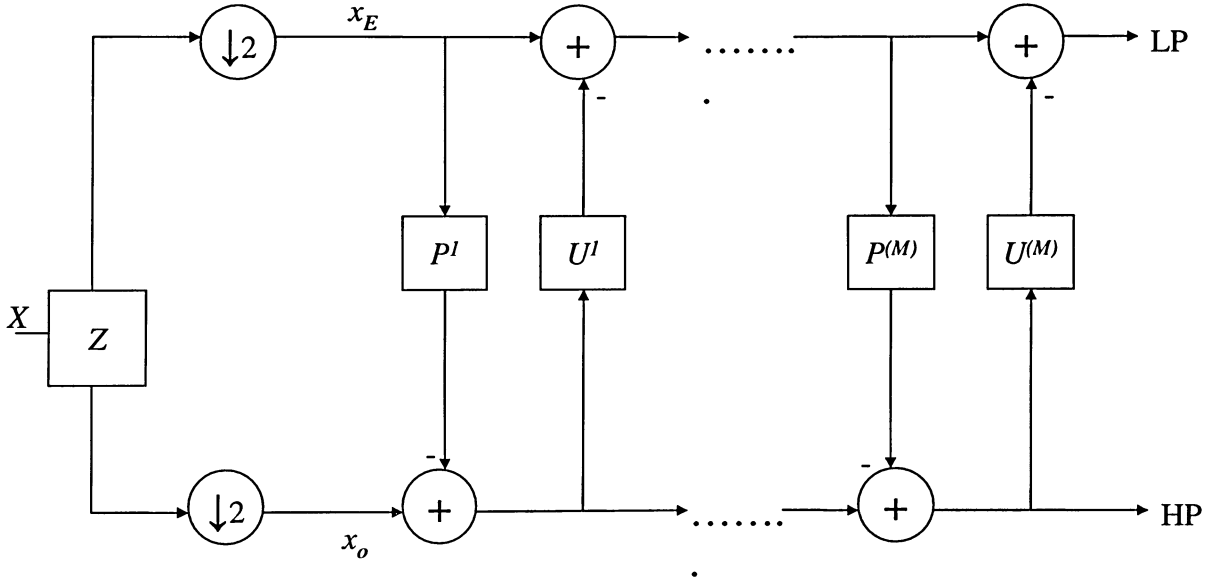 x_E
↓2
+
.......
+
LP
-
.
-
P^1
U^1
P^(M)
U^(M)
X
Z
-
-
↓2
+
.......
+
HP
x_o
.